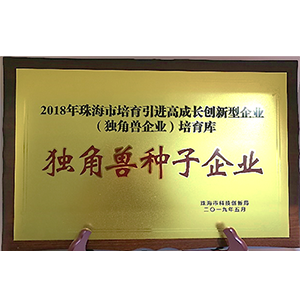 2018年珠海市培育引进高成长创新型企业
（独角兽企业）培育库
独角兽种子企业
珠海市科技创新局
二〇一九年五月